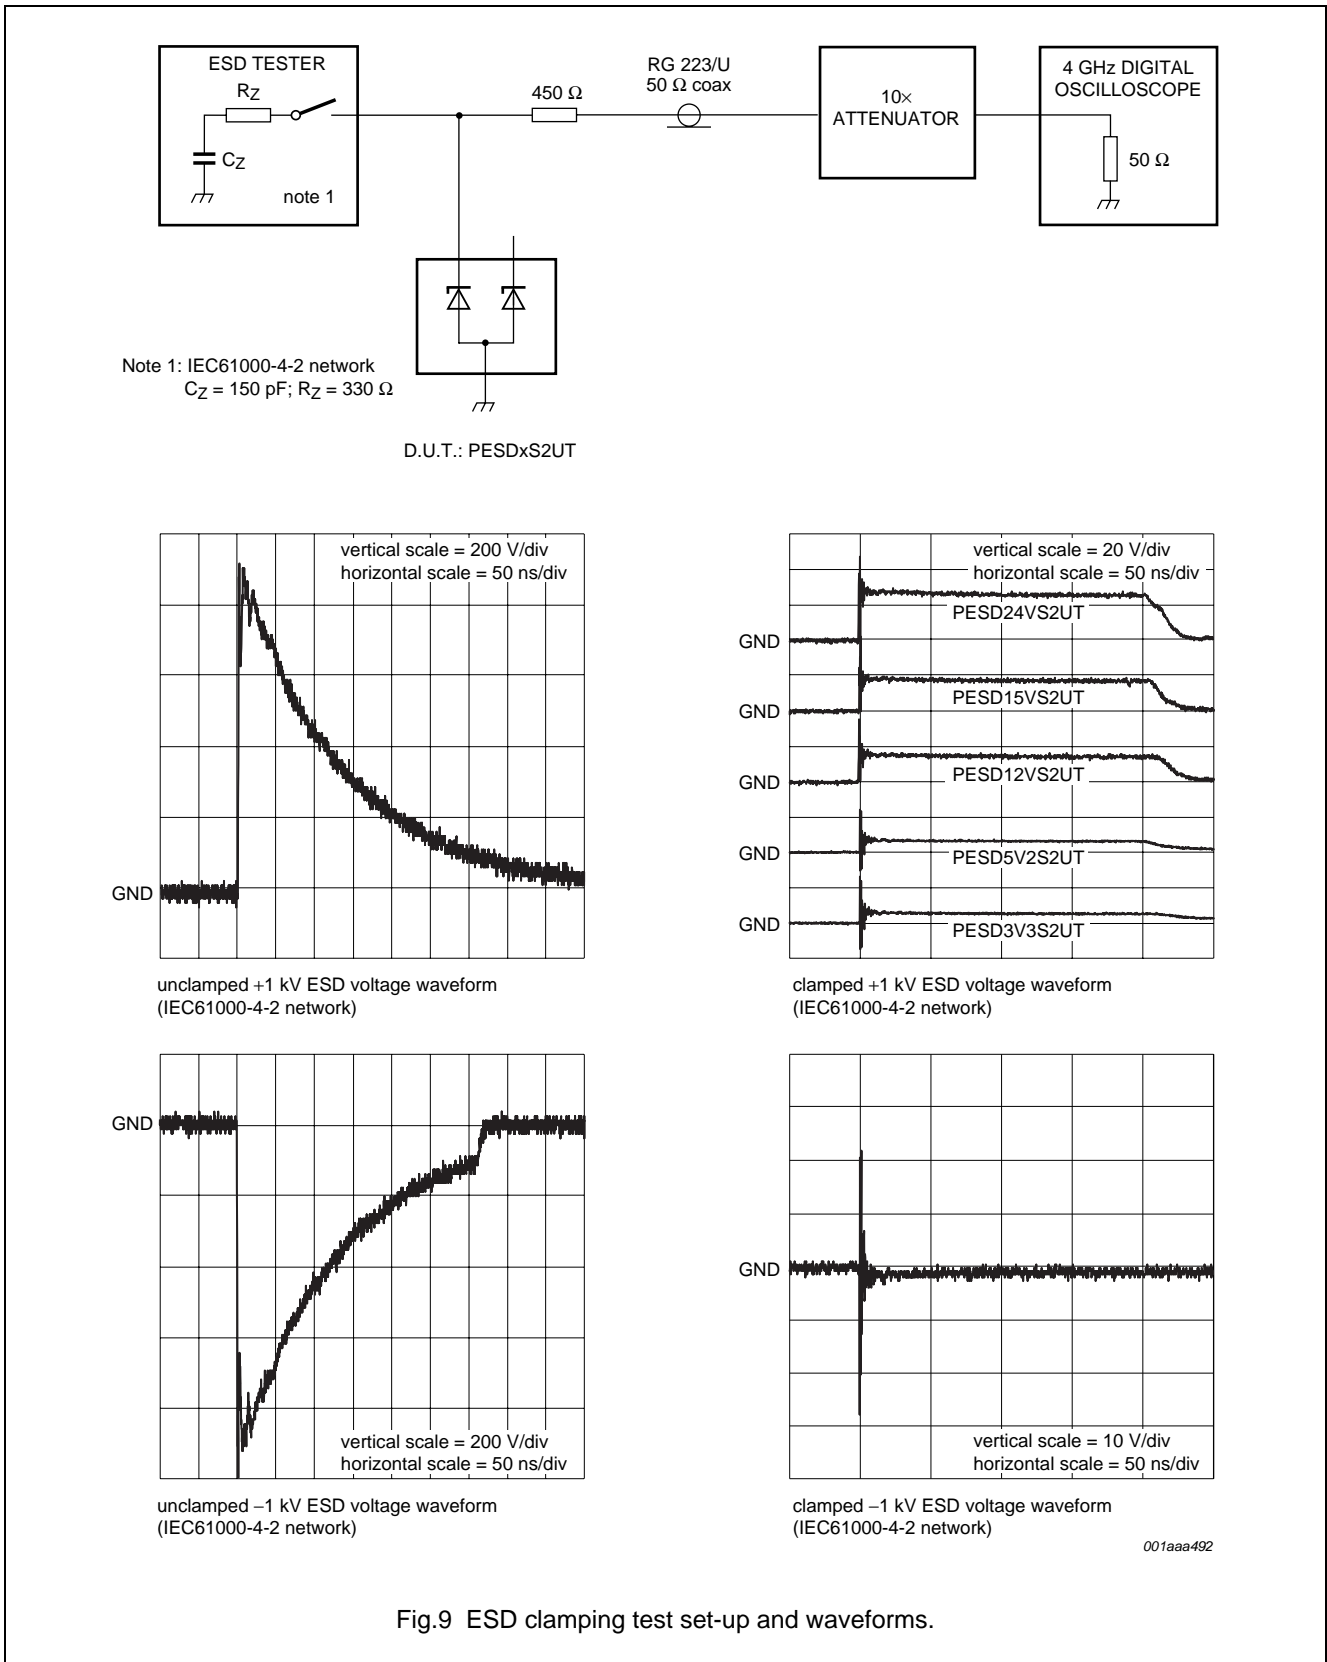 ESD TESTER
RZ
CZ
note 1
450 Ω
RG 223/U
50 Ω coax
10×
ATTENUATOR
4 GHz DIGITAL
OSCILLOSCOPE
50 Ω
Note 1: IEC61000-4-2 network
CZ = 150 pF; RZ = 330 Ω
D.U.T.: PESDxS2UT
vertical scale = 200 V/div
horizontal scale = 50 ns/div
GND
unclamped +1 kV ESD voltage waveform
(IEC61000-4-2 network)
vertical scale = 20 V/div
horizontal scale = 50 ns/div
PESD24VS2UT
GND
PESD15VS2UT
GND
PESD12VS2UT
GND
PESD5V2S2UT
GND
PESD3V3S2UT
GND
clamped +1 kV ESD voltage waveform
(IEC61000-4-2 network)
GND
vertical scale = 200 V/div
horizontal scale = 50 ns/div
unclamped −1 kV ESD voltage waveform
(IEC61000-4-2 network)
GND
vertical scale = 10 V/div
horizontal scale = 50 ns/div
clamped −1 kV ESD voltage waveform
(IEC61000-4-2 network)
001aaa492
Fig.9 ESD clamping test set-up and waveforms.